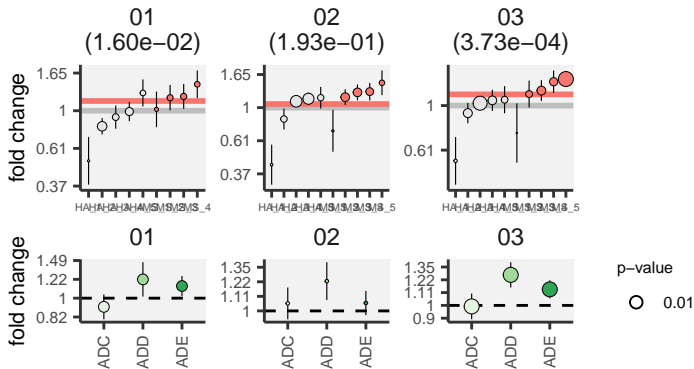 01
(1.60e−02)
02
(1.93e−01)
03
(3.73e−04)
fold change
1.65
1
0.61
0.37
1.65
1
0.61
0.37
1
0.61
01
02
03
fold change
1.49
1.22
1
0.82
1.35
1.22
1.11
1
1.35
1.22
1.11
1
0.9
ADC
ADD
ADE
ADC
ADD
ADE
ADC
ADD
ADE
p−value
0.01